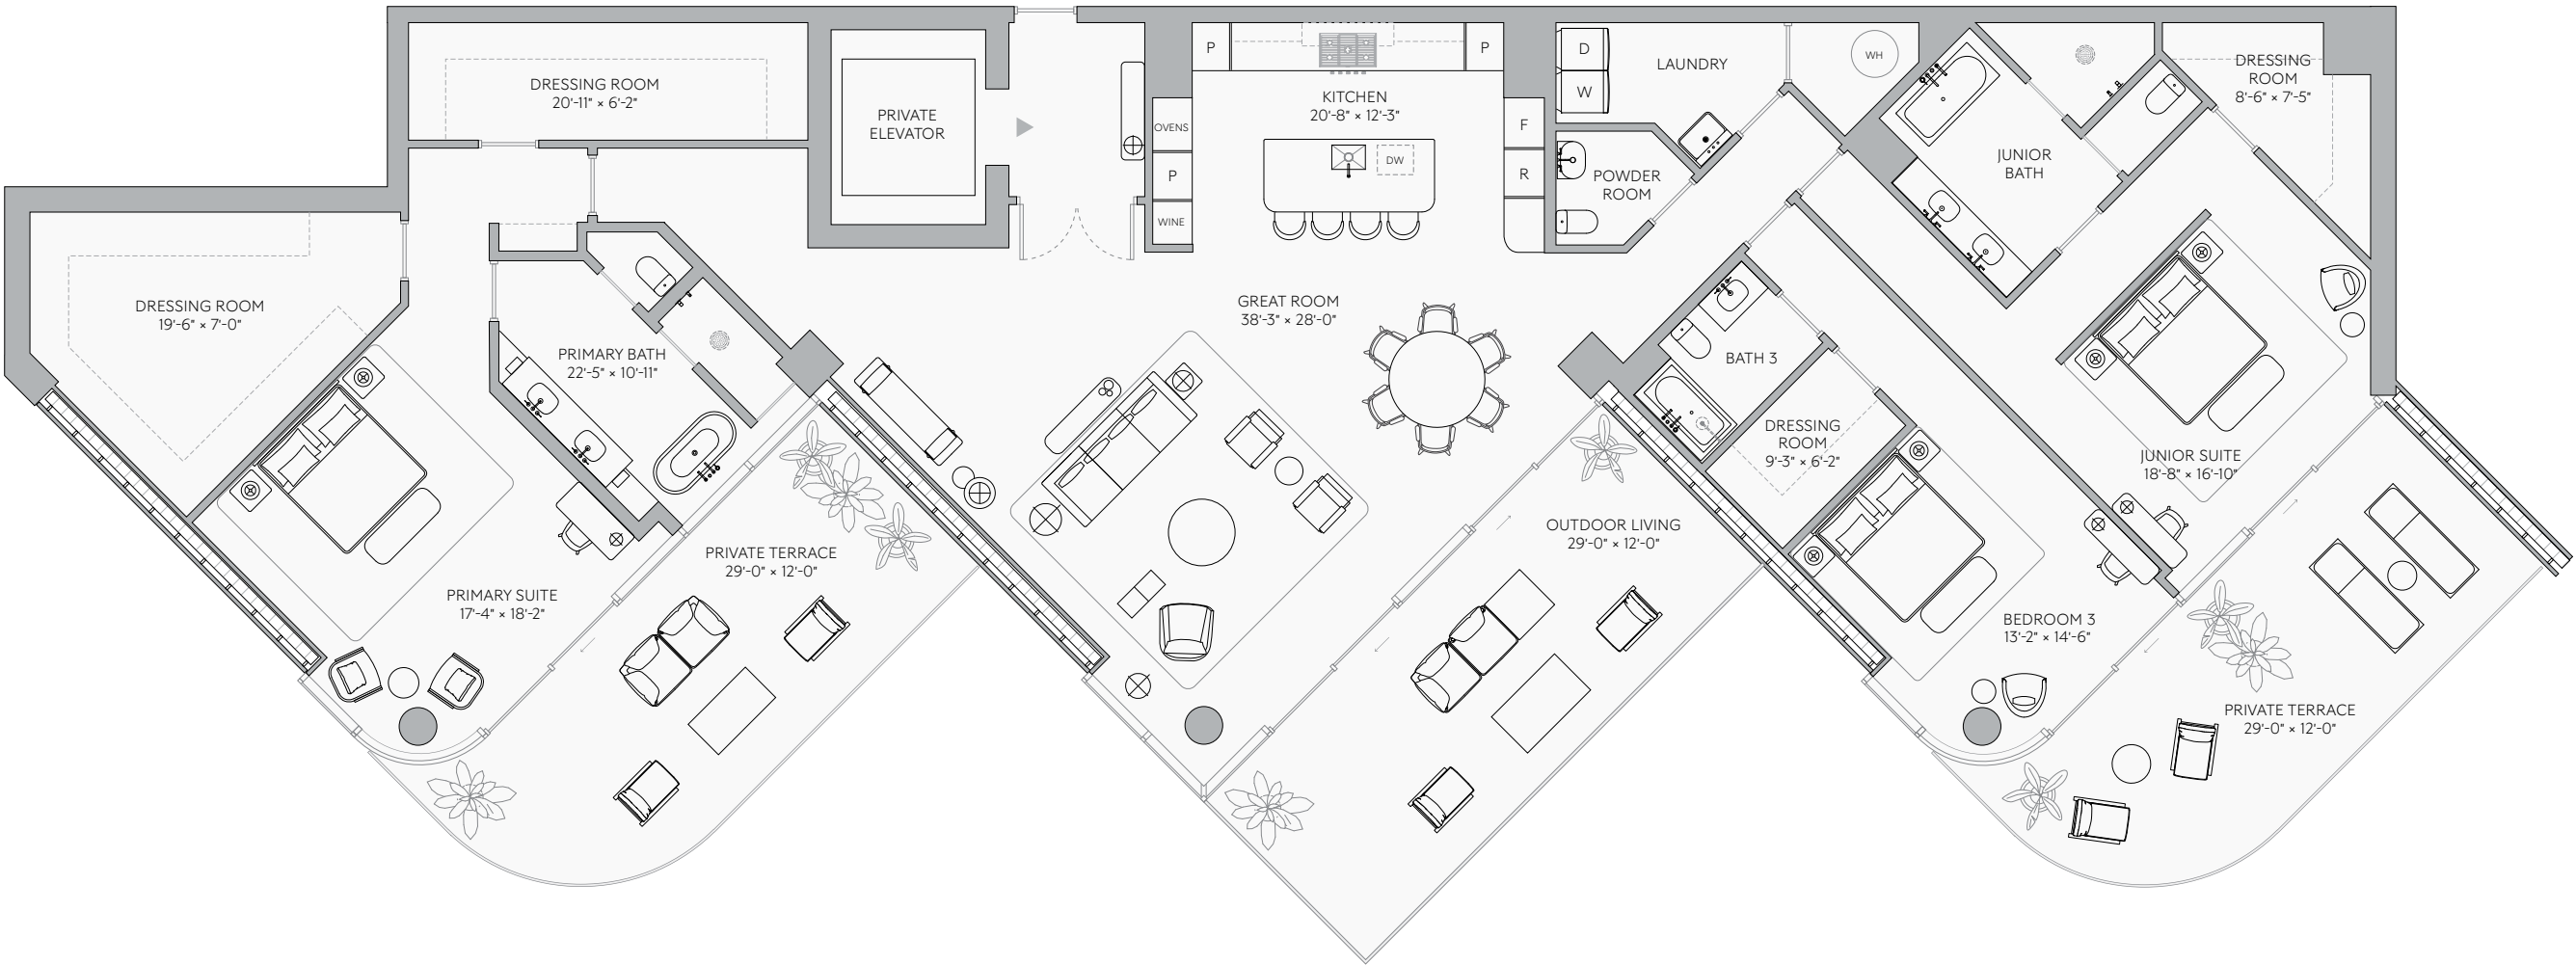 DRESSING ROOM
20'-11" × 6'-2"
PRIVATE
ELEVATOR
P
P
OVENS
P
WINE
KITCHEN
20'-8" × 12'-3"
DW
F
R
D
W
LAUNDRY
WH
POWDER
ROOM
JUNIOR
BATH
DRESSING
ROOM
8'-6" × 7'-5"
DRESSING ROOM
19'-6" × 7'-0"
PRIMARY BATH
22'-5" × 10'-11"
GREAT ROOM
38'-3" × 28'-0"
BATH 3
DRESSING
ROOM
9'-3" × 6'-2"
JUNIOR SUITE
18'-8" × 16'-10"
PRIMARY SUITE
17'-4" × 18'-2"
PRIVATE TERRACE
29'-0" × 12'-0"
OUTDOOR LIVING
29'-0" × 12'-0"
BEDROOM 3
13'-2" × 14'-6"
PRIVATE TERRACE
29'-0" × 12'-0"